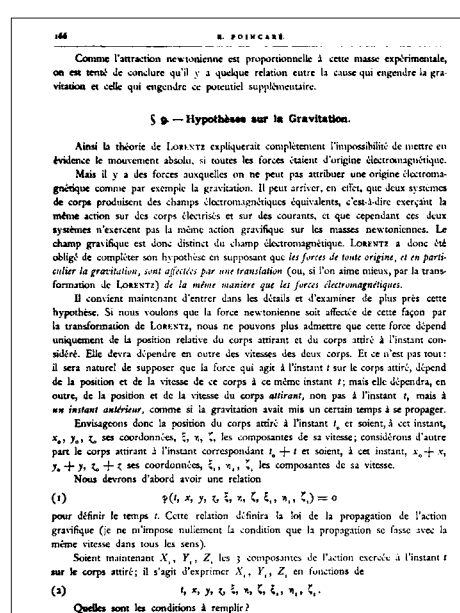 166 H. POINCARÉ.
Comme l'attraction newtonienne est proportionnelle à cette masse expérimentale,
on est tenté de conclure qu'il y a quelque relation entre la cause qui engendre la gra-
vitation et celle qui engendre ce potentiel supplémentaire.
§ 9. — Hypothèses sur la Gravitation.
Ainsi la théorie de LORENTZ expliquerait complètement l'impossibilité de mettre en
évidence le mouvement absolu, si toutes les forces étaient d'origine électromagnétique.
Mais il y a des forces auxquelles on ne peut pas attribuer une origine électroma-
gnétique comme par exemple la gravitation. Il peut arriver, en effet, que deux systèmes
de corps produisent des champs électromagnétiques équivalents, c'est-à-dire exerçant la
même action sur des corps électrisés et sur des courants, et que cependant ces deux
systèmes n'exercent pas la même action gravifique sur les masses newtoniennes. Le
champ gravifique est donc distinct du champ électromagnétique. LORENTZ a donc été
obligé de compléter son hypothèse en supposant que les forces de toute origine, et en parti-
culier la gravitation, sont affectées par une translation (ou, si l'on aime mieux, par la trans-
formation de LORENTZ) de la même manière que les forces électromagnétiques.
Il convient maintenant d'entrer dans les détails et d'examiner de plus près cette
hypothèse. Si nous voulons que la force newtonienne soit affectée de cette façon par
la transformation de LORENTZ, nous ne pouvons plus admettre que cette force dépend
uniquement de la position relative du corps attirant et du corps attiré à l'instant con-
sidéré. Elle devra dépendre en outre des vitesses des deux corps. Et ce n'est pas tout:
il sera naturel de supposer que la force qui agit à l'instant t sur le corps attiré, dépend
de la position et de la vitesse de ce corps à ce même instant t; mais elle dépendra, en
outre, de la position et de la vitesse du corps attirant, non pas à l'instant t, mais à
un instant antérieur, comme si la gravitation avait mis un certain temps à se propager.
Envisageons donc la position du corps attiré à l'instant t₀ et soient, à cet instant,
x₀, y₀, z₀ ses coordonnées, ξ, η, ζ, les composantes de sa vitesse; considérons d'autre
part le corps attirant à l'instant correspondant t₀ + t et soient, à cet instant, x₀ + x,
y₀ + y, z₀ + z ses coordonnées, ξ₁, η₁, ζ₁ les composantes de sa vitesse.
Nous devrons d'abord avoir une relation
(1) φ(t, x, y, z, ξ, η, ζ, ξ₁, η₁, ζ₁) = 0
pour définir le temps t. Cette relation définira la loi de la propagation de l'action
gravifique (je ne m'impose nullement la condition que la propagation se fasse avec la
même vitesse dans tous les sens).
Soient maintenant X₁, Y₁, Z₁ les 3 composantes de l'action exercée à l'instant t
sur le corps attiré; il s'agit d'exprimer X₁, Y₁, Z₁ en fonctions de
(2) t, x, y, z, ξ, η, ζ, ξ₁, η₁, ζ₁.
Quelles sont les conditions à remplir?